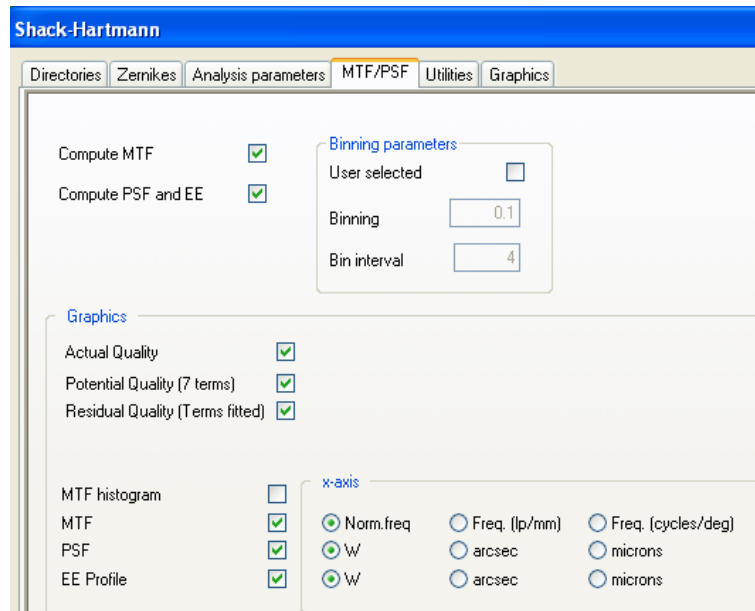 Shack-Hartmann
Directories Zernikes Analysis parameters MTF/PSF Utilities Graphics
Compute MTF
Compute PSF and EE
Binning parameters
User selected
Binning 0.1
Bin interval 4
Graphics
Actual Quality
Potential Quality (7 terms)
Residual Quality (Terms fitted)
x-axis
MTF histogram
MTF Norm.freq Freq. (lp/mm) Freq. (cycles/deg)
PSF W arcsec microns
EE Profile W arcsec microns